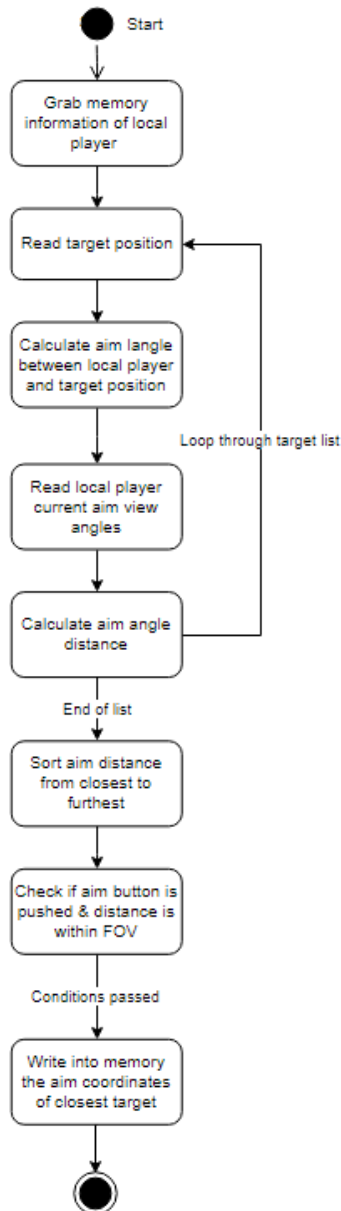 Start
Grab memory
information of local
player
Read target position
Calculate aim langle
between local player
and target position
Loop through target list
Read local player
current aim view
angles
Calculate aim angle
distance
End of list
Sort aim distance
from closest to
furthest
Check if aim button is
pushed & distance is
within FOV
Conditions passed
Write into memory
the aim coordinates
of closest target